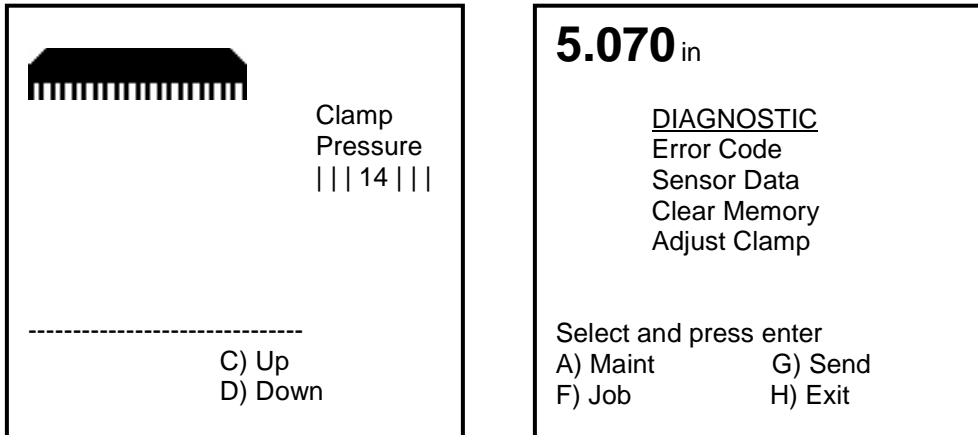 Clamp
Pressure
| | | 14 | | |
------------------------------
C) Up
D) Down
5.070 in
DIAGNOSTIC
Error Code
Sensor Data
Clear Memory
Adjust Clamp
Select and press enter
A) Maint G) Send
F) Job H) Exit